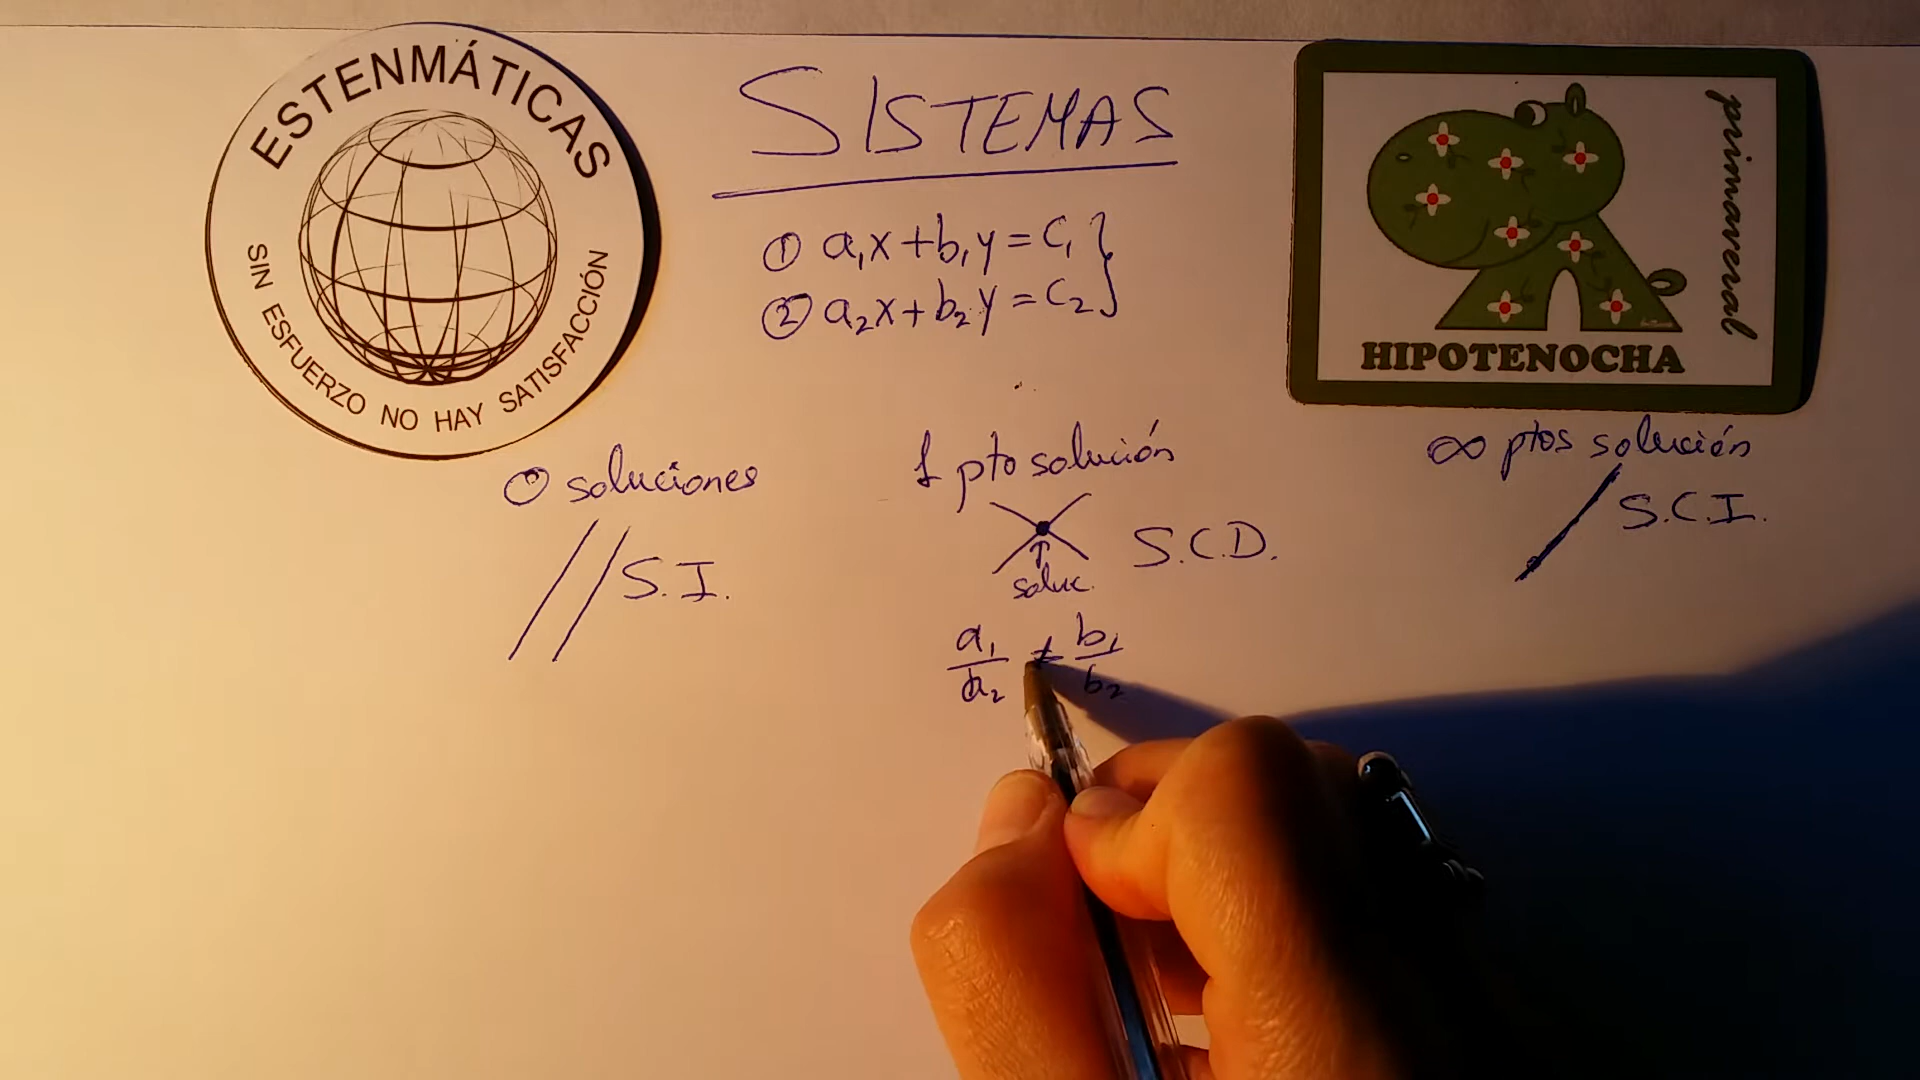 ESTENMÁTICAS
SIN ESFUERZO NO HAY SATISFACCIÓN
SISTEMAS
① a₁x+b₁y=c₁ }
② a₂x+b₂y=c₂
primaveral
HIPOTENOCHA
0 soluciones
S.I.
1 pto solución
S.C.D.
soluc.
a₁/a₂ ≠ b₁/b₂
∞ ptos solución
S.C.I.